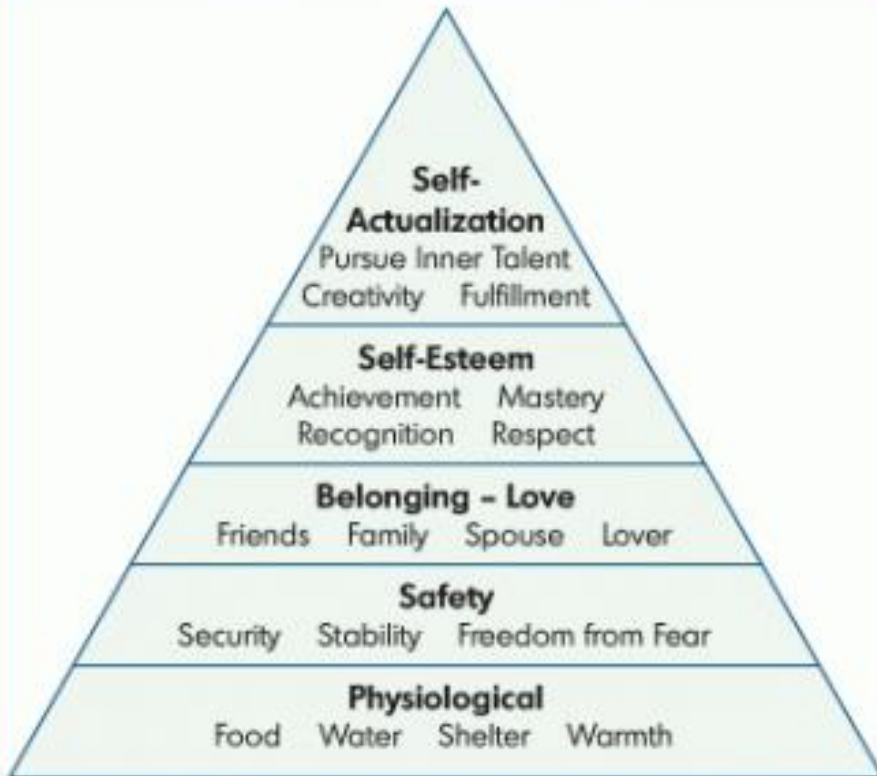 Self-
Actualization
Pursue Inner Talent
Creativity Fulfillment
Self-Esteem
Achievement Mastery
Recognition Respect
Belonging – Love
Friends Family Spouse Lover
Safety
Security Stability Freedom from Fear
Physiological
Food Water Shelter Warmth